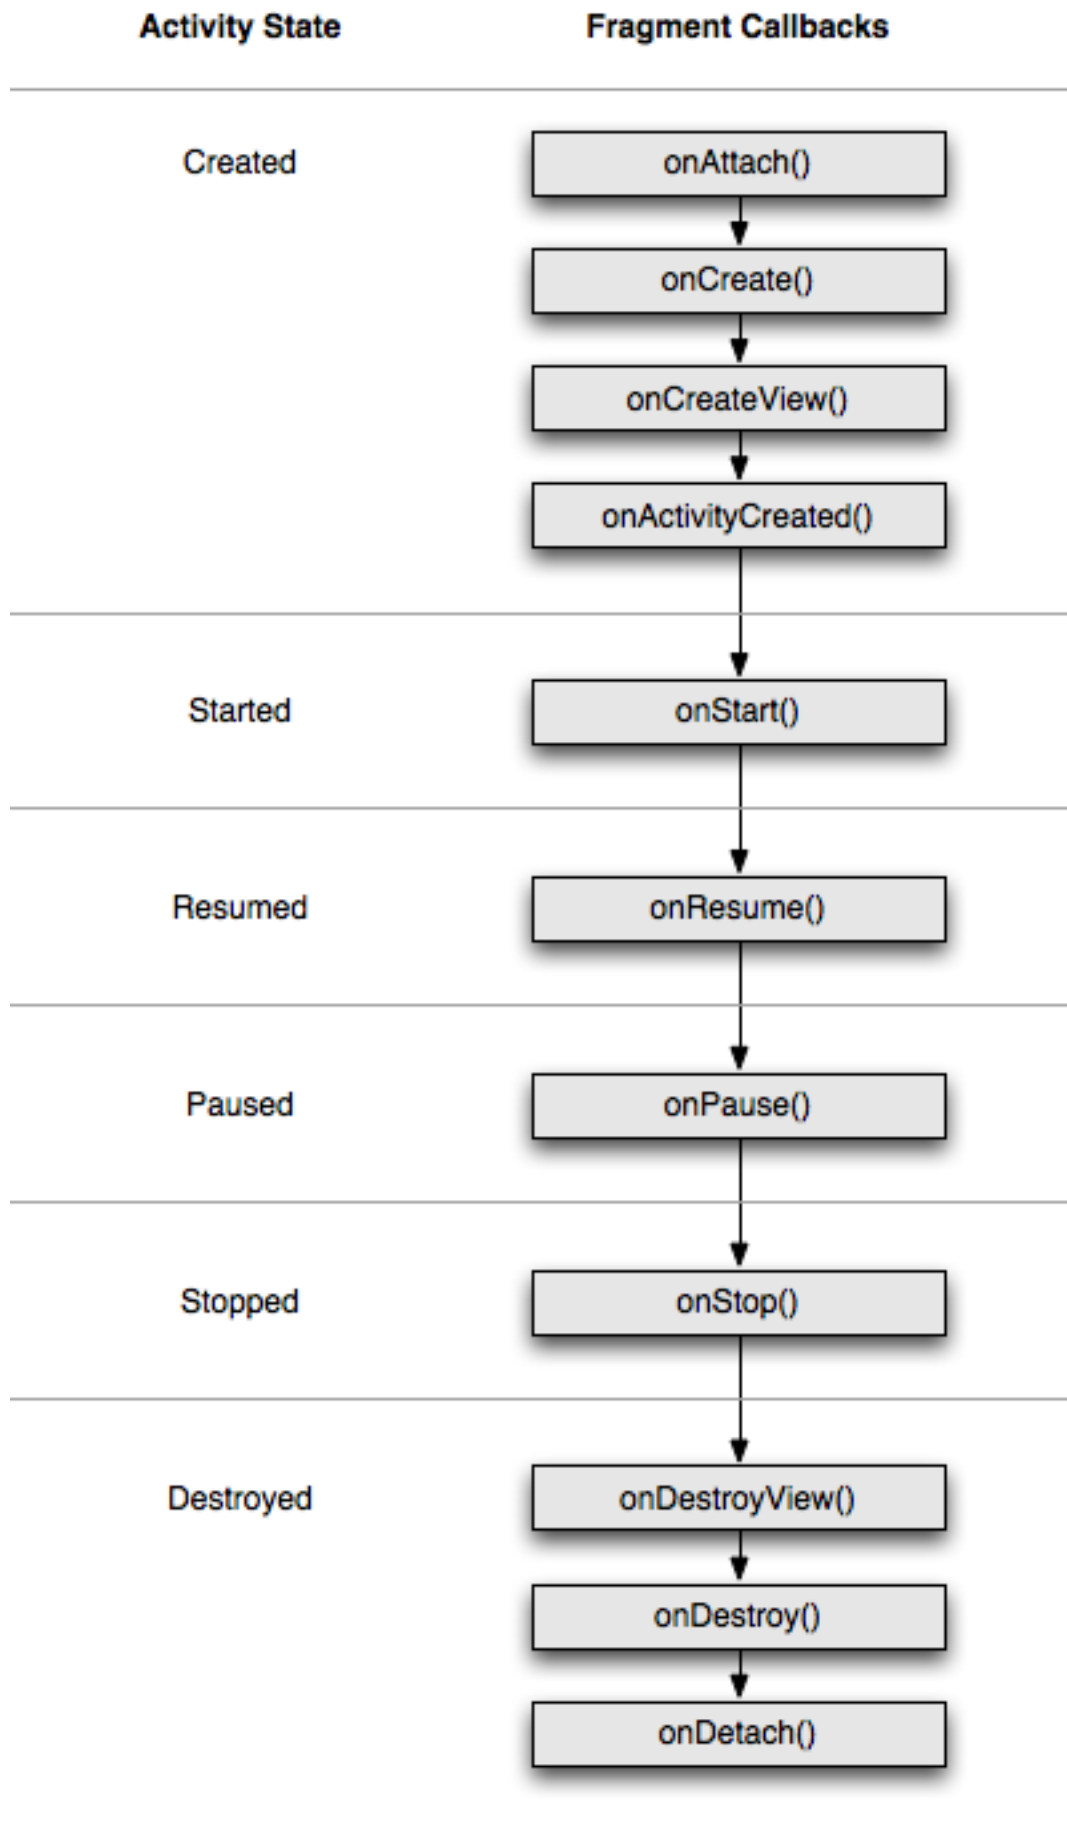 Activity State Fragment Callbacks
Created onAttach()
onCreate()
onCreateView()
onActivityCreated()
Started onStart()
Resumed onResume()
Paused onPause()
Stopped onStop()
Destroyed onDestroyView()
onDestroy()
onDetach()